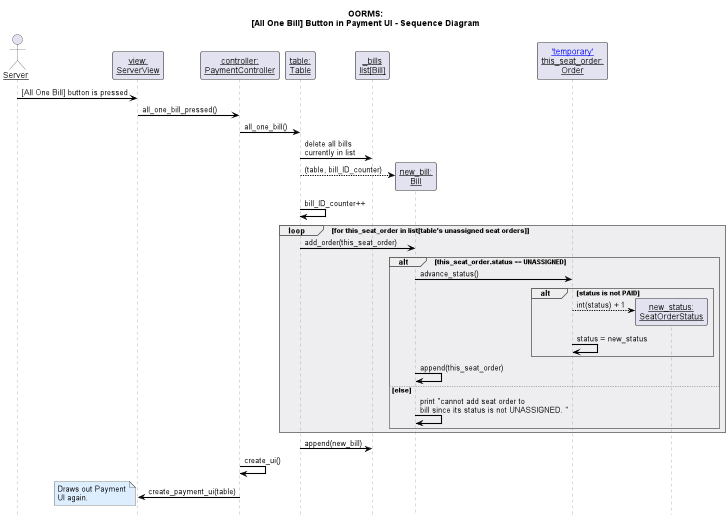 OORMS:
[All One Bill] Button in Payment UI - Sequence Diagram
Server
view:
ServerView
controller:
PaymentController
table:
Table
_bills
list[Bill]
'temporary'
this_seat_order:
Order
[All One Bill] button is pressed
all_one_bill_pressed()
all_one_bill()
delete all bills
currently in list
(table, bill_ID_counter)
new_bill:
Bill
bill_ID_counter++
loop [for this_seat_order in list[table's unassigned seat orders]]
add_order(this_seat_order)
alt [this_seat_order.status == UNASSIGNED]
advance_status()
alt [status is not PAID]
int(status) + 1
new_status:
SeatOrderStatus
status = new_status
append(this_seat_order)
[else]
print "cannot add seat order to
bill since its status is not UNASSIGNED. "
append(new_bill)
create_ui()
Draws out Payment
UI again.
create_payment_ui(table)